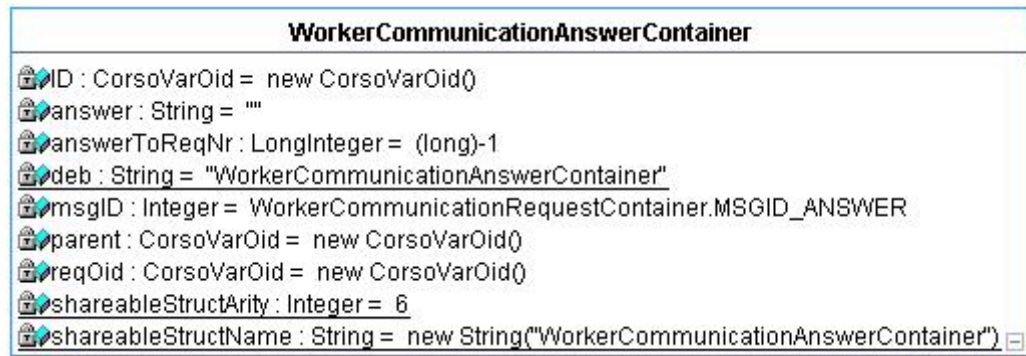 WorkerCommunicationAnswerContainer
ID : CorsoVarOid = new CorsoVarOid()
answer : String = ""
answerToReqNr : LongInteger = (long)-1
deb : String = "WorkerCommunicationAnswerContainer"
msgID : Integer = WorkerCommunicationRequestContainer.MSGID_ANSWER
parent : CorsoVarOid = new CorsoVarOid()
reqOid : CorsoVarOid = new CorsoVarOid()
shareableStructArity : Integer = 6
shareableStructName : String = new String("WorkerCommunicationAnswerContainer")